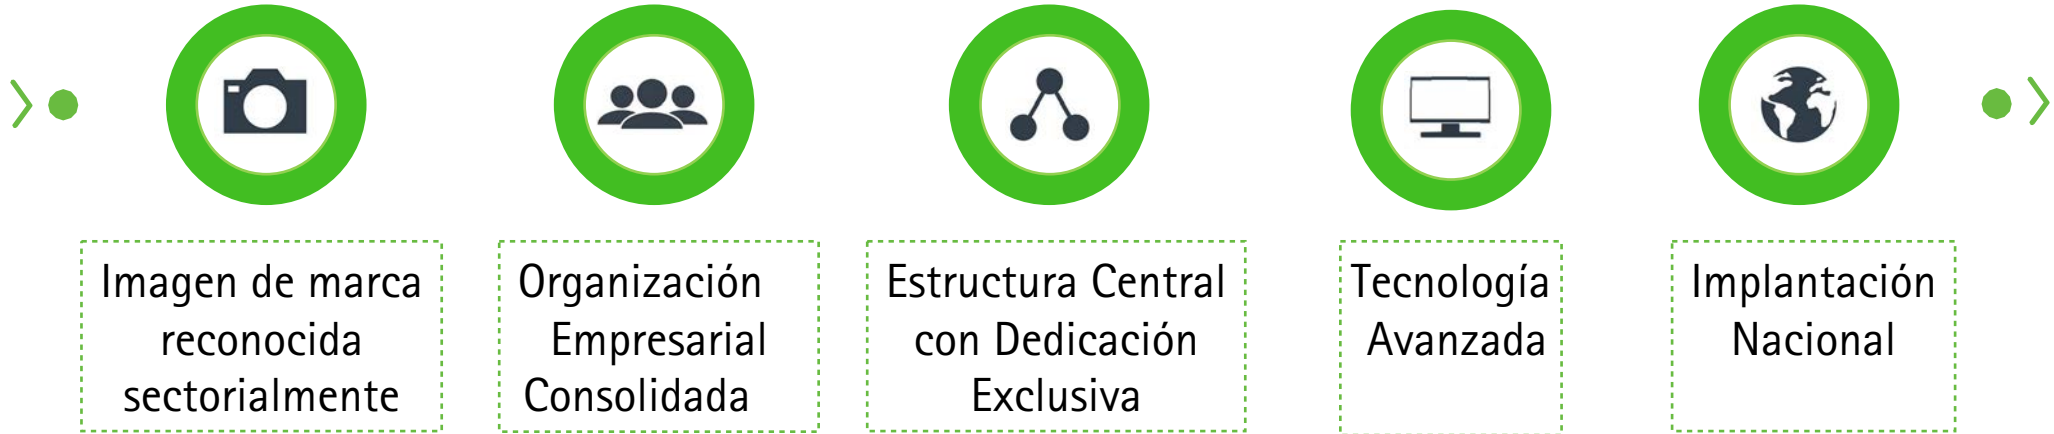 Imagen de marca
reconocida
sectorialmente
Organización
Empresarial
Consolidada
Estructura Central
con Dedicación
Exclusiva
Tecnología
Avanzada
Implantación
Nacional